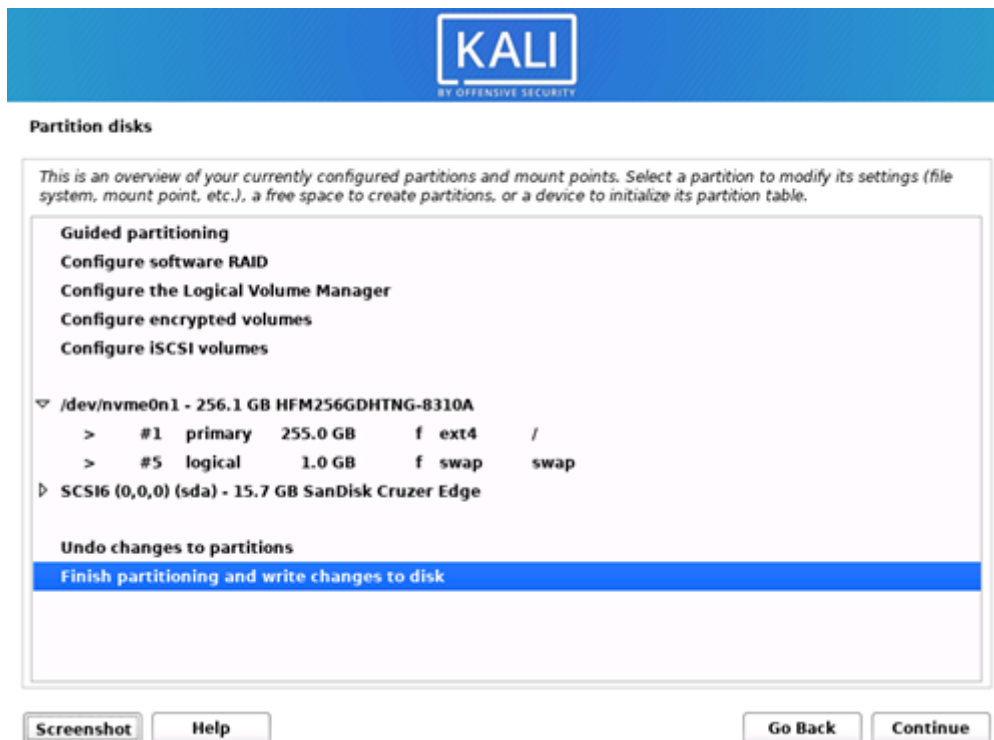 KALI
BY OFFENSIVE SECURITY
Partition disks
This is an overview of your currently configured partitions and mount points. Select a partition to modify its settings (file
system, mount point, etc.), a free space to create partitions, or a device to initialize its partition table.
Guided partitioning
Configure software RAID
Configure the Logical Volume Manager
Configure encrypted volumes
Configure iSCSI volumes
/dev/nvme0n1 - 256.1 GB HFM256GDHTNG-8310A
> #1 primary 255.0 GB f ext4 /
> #5 logical 1.0 GB f swap swap
SCSI6 (0,0,0) (sda) - 15.7 GB SanDisk Cruzer Edge
Undo changes to partitions
Finish partitioning and write changes to disk
Screenshot Help Go Back Continue